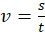 v = s/t